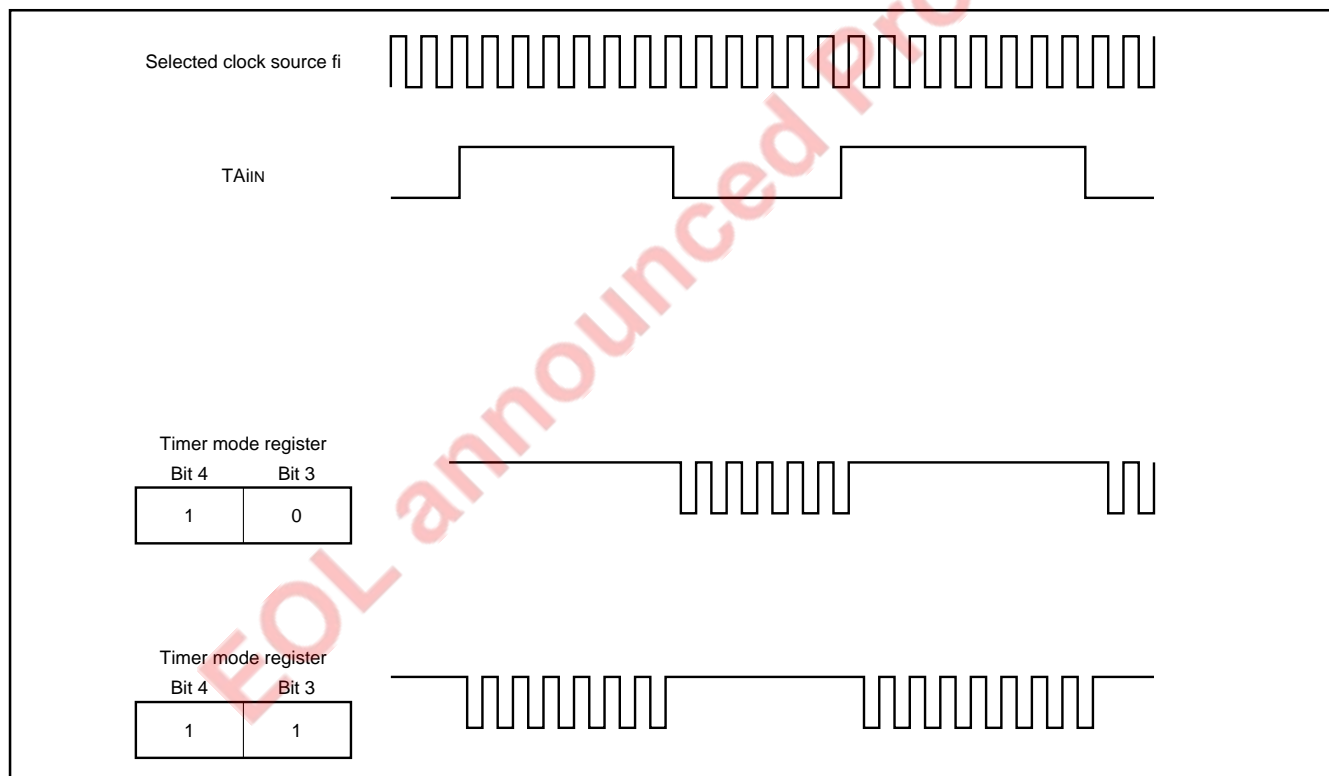 Selected clock source fi
TAiIN
Timer mode register
Bit 4 Bit 3
1 0
Timer mode register
Bit 4 Bit 3
1 1
EOL announced Pro